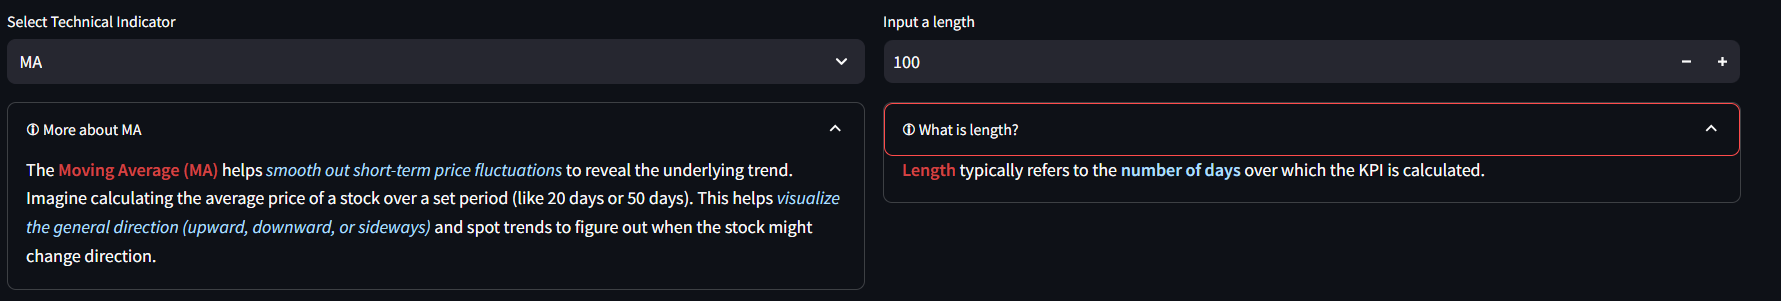 Select Technical Indicator
MA
More about MA
The Moving Average (MA) helps smooth out short-term price fluctuations to reveal the underlying trend.
Imagine calculating the average price of a stock over a set period (like 20 days or 50 days). This helps visualize
the general direction (upward, downward, or sideways) and spot trends to figure out when the stock might
change direction.
Input a length
100
What is length?
Length typically refers to the number of days over which the KPI is calculated.